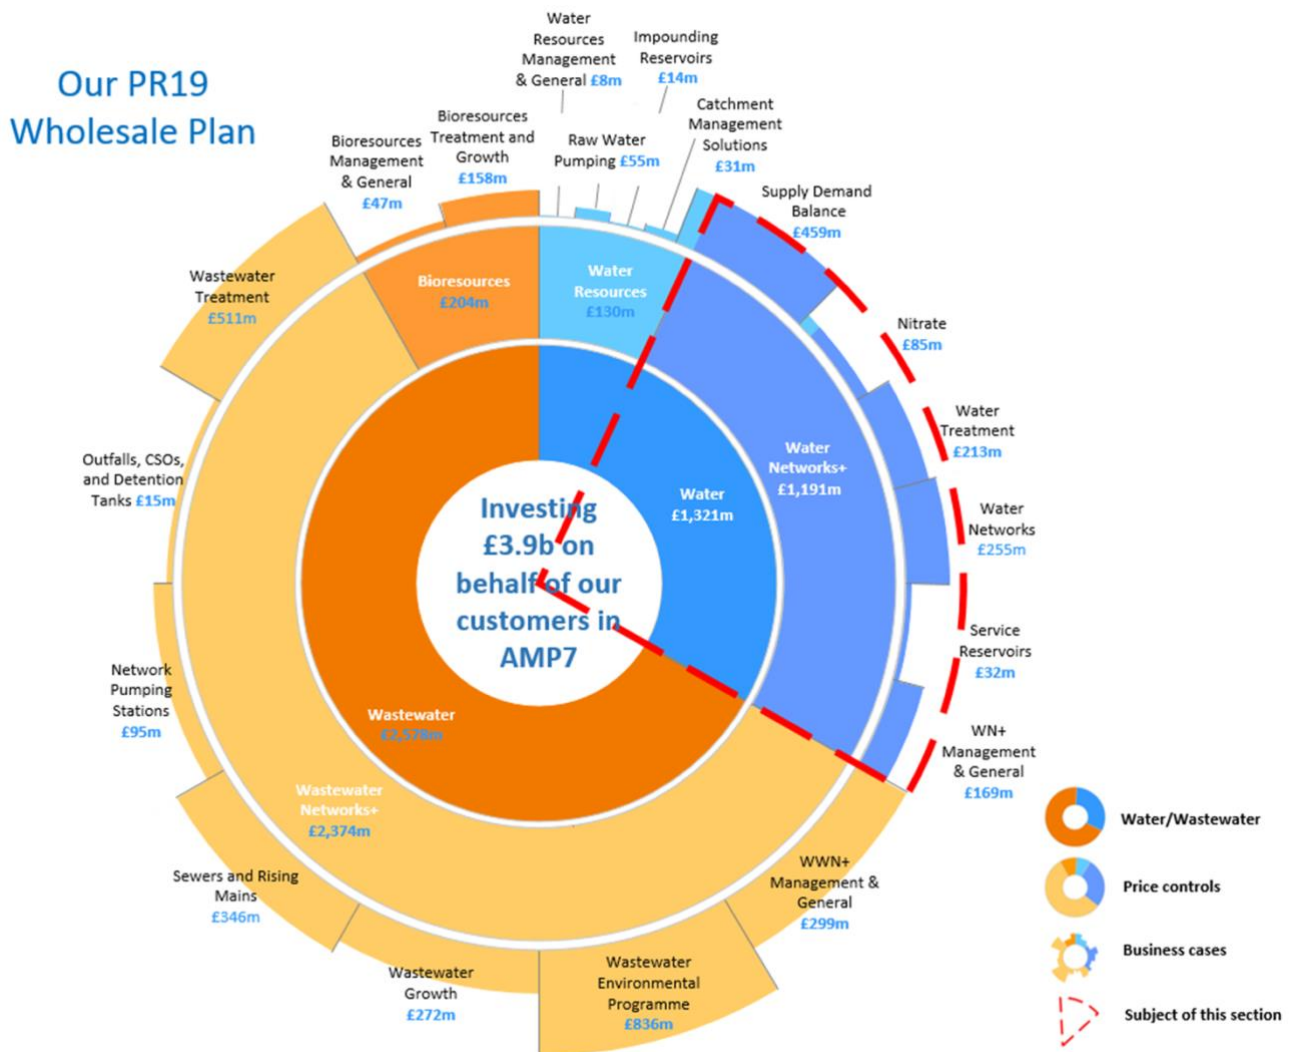 Our PR19
Wholesale Plan
Water
Resources
Management
& General £8m
Impounding
Reservoirs
£14m
Raw Water
Pumping £55m
Catchment
Management
Solutions
£31m
Bioresources
Management
& General
£47m
Bioresources
Treatment and
Growth
£158m
Supply Demand
Balance
£459m
Nitrate
£85m
Water
Treatment
£213m
Water
Networks
£255m
Service
Reservoirs
£32m
WN+
Management
& General
£169m
WWN+
Management &
General
£299m
Wastewater
Environmental
Programme
£836m
Wastewater
Growth
£272m
Sewers and Rising
Mains
£346m
Network
Pumping
Stations
£95m
Outfalls, CSOs,
and Detention
Tanks £15m
Wastewater
Treatment
£511m
Bioresources
£204m
Water
Resources
£130m
Water
Networks+
£1,191m
Wastewater
Networks+
£2,374m
Water
£1,321m
Wastewater
£2,578m
Investing
£3.9b on
behalf of our
customers in
AMP7
Water/Wastewater
Price controls
Business cases
Subject of this section